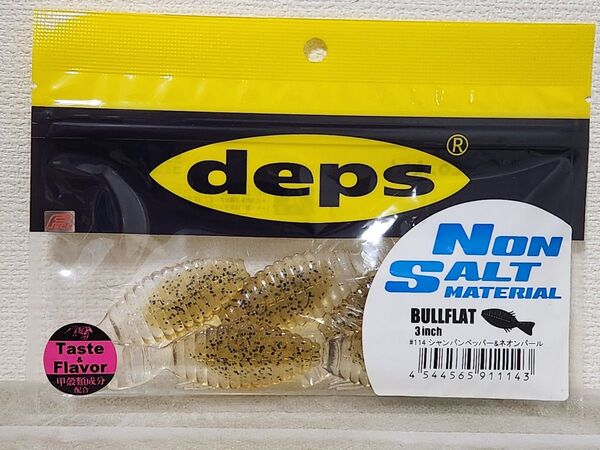 deps®
NON
SALT
MATERIAL
BULLFLAT
3inch
#114 シャンパンペッパー&ネオンパール
4 544565 911143
Taste
&
Flavor
甲殻類成分
配合